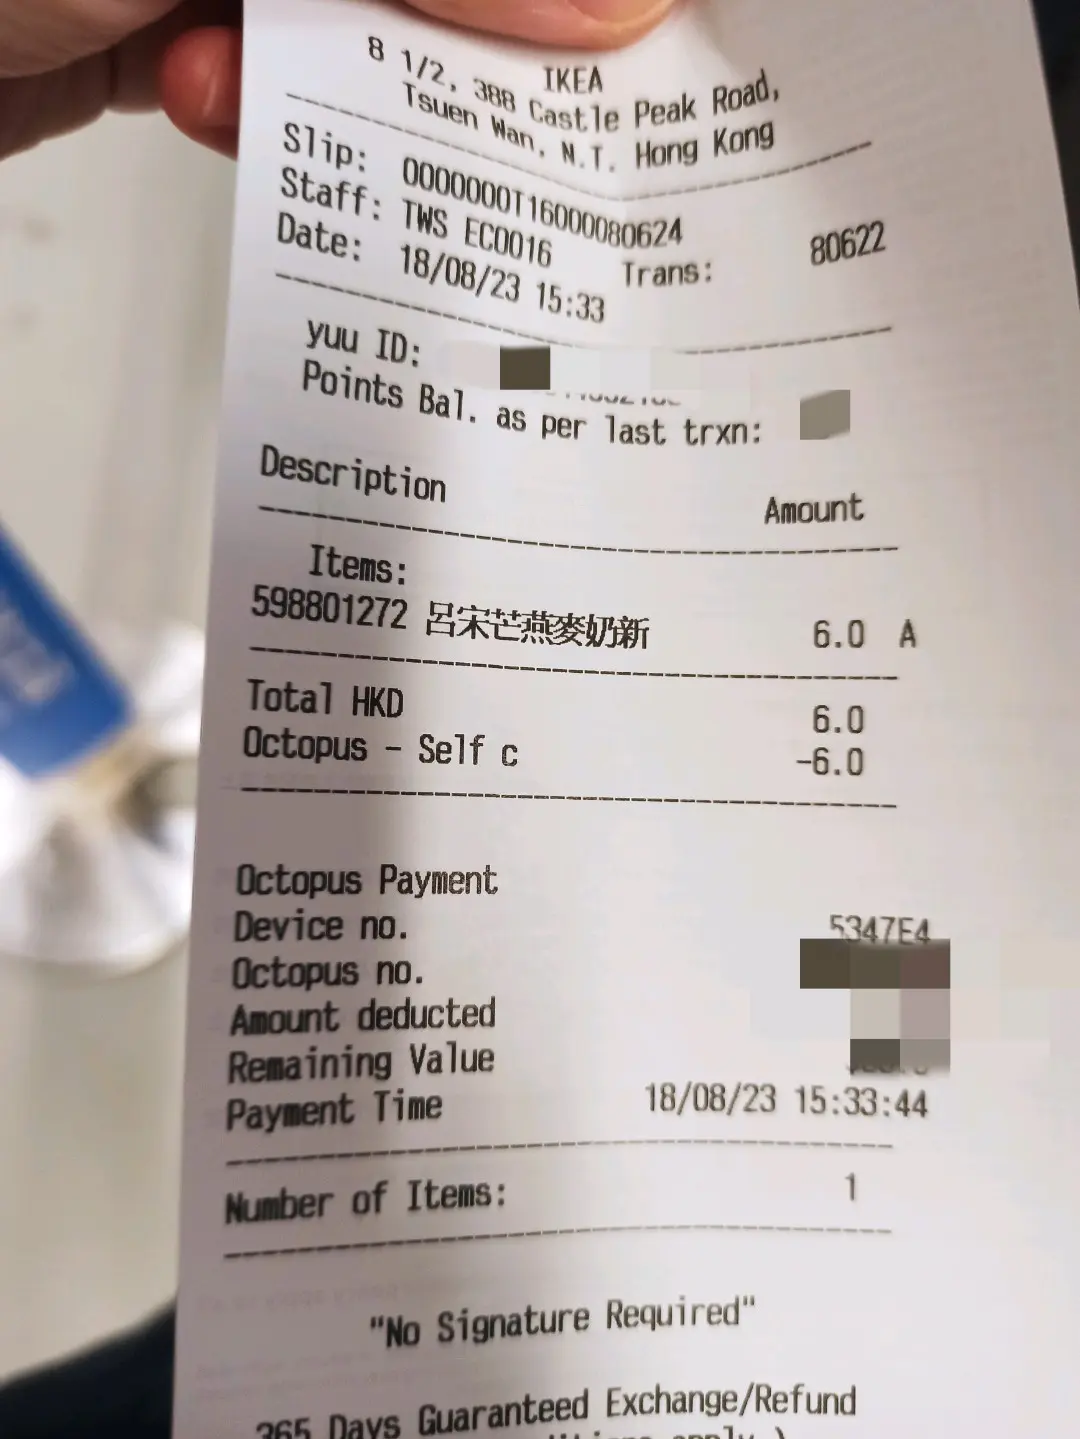 IKEA
8 1/2, 388 Castle Peak Road,
Tsuen Wan, N.T. Hong Kong
Slip: 0000000T16000080624
Staff: TWS EC0016 Trans: 80622
Date: 18/08/23 15:33
yuu ID:
Points Bal. as per last trxn:
Description Amount
Items:
598801272 呂宋芒燕麥奶新 6.0 A
Total HKD 6.0
Octopus - Self c -6.0
Octopus Payment
Device no. 5347E4
Octopus no.
Amount deducted
Remaining Value
Payment Time 18/08/23 15:33:44
Number of Items: 1
"No Signature Required"
365 Days Guaranteed Exchange/Refund
apply.)